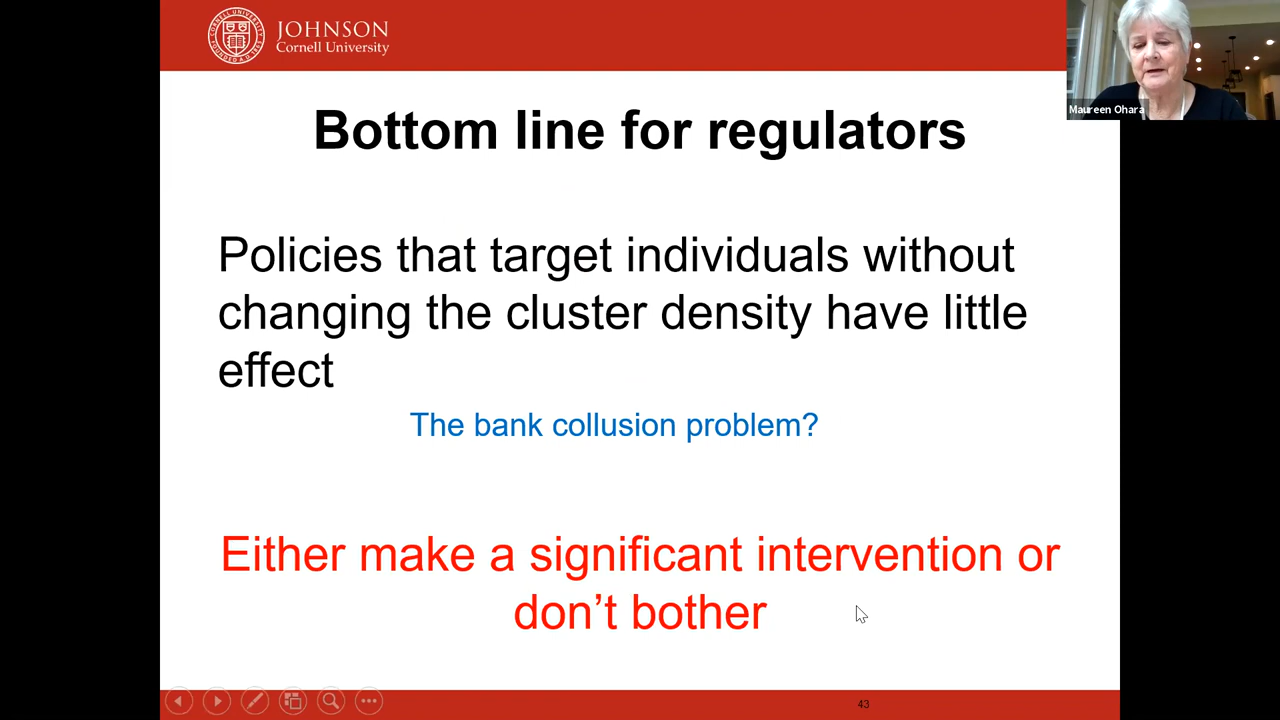 JOHNSON
Cornell University
Maureen Ohara
Bottom line for regulators
Policies that target individuals without
changing the cluster density have little
effect
The bank collusion problem?
Either make a significant intervention or
don’t bother
43